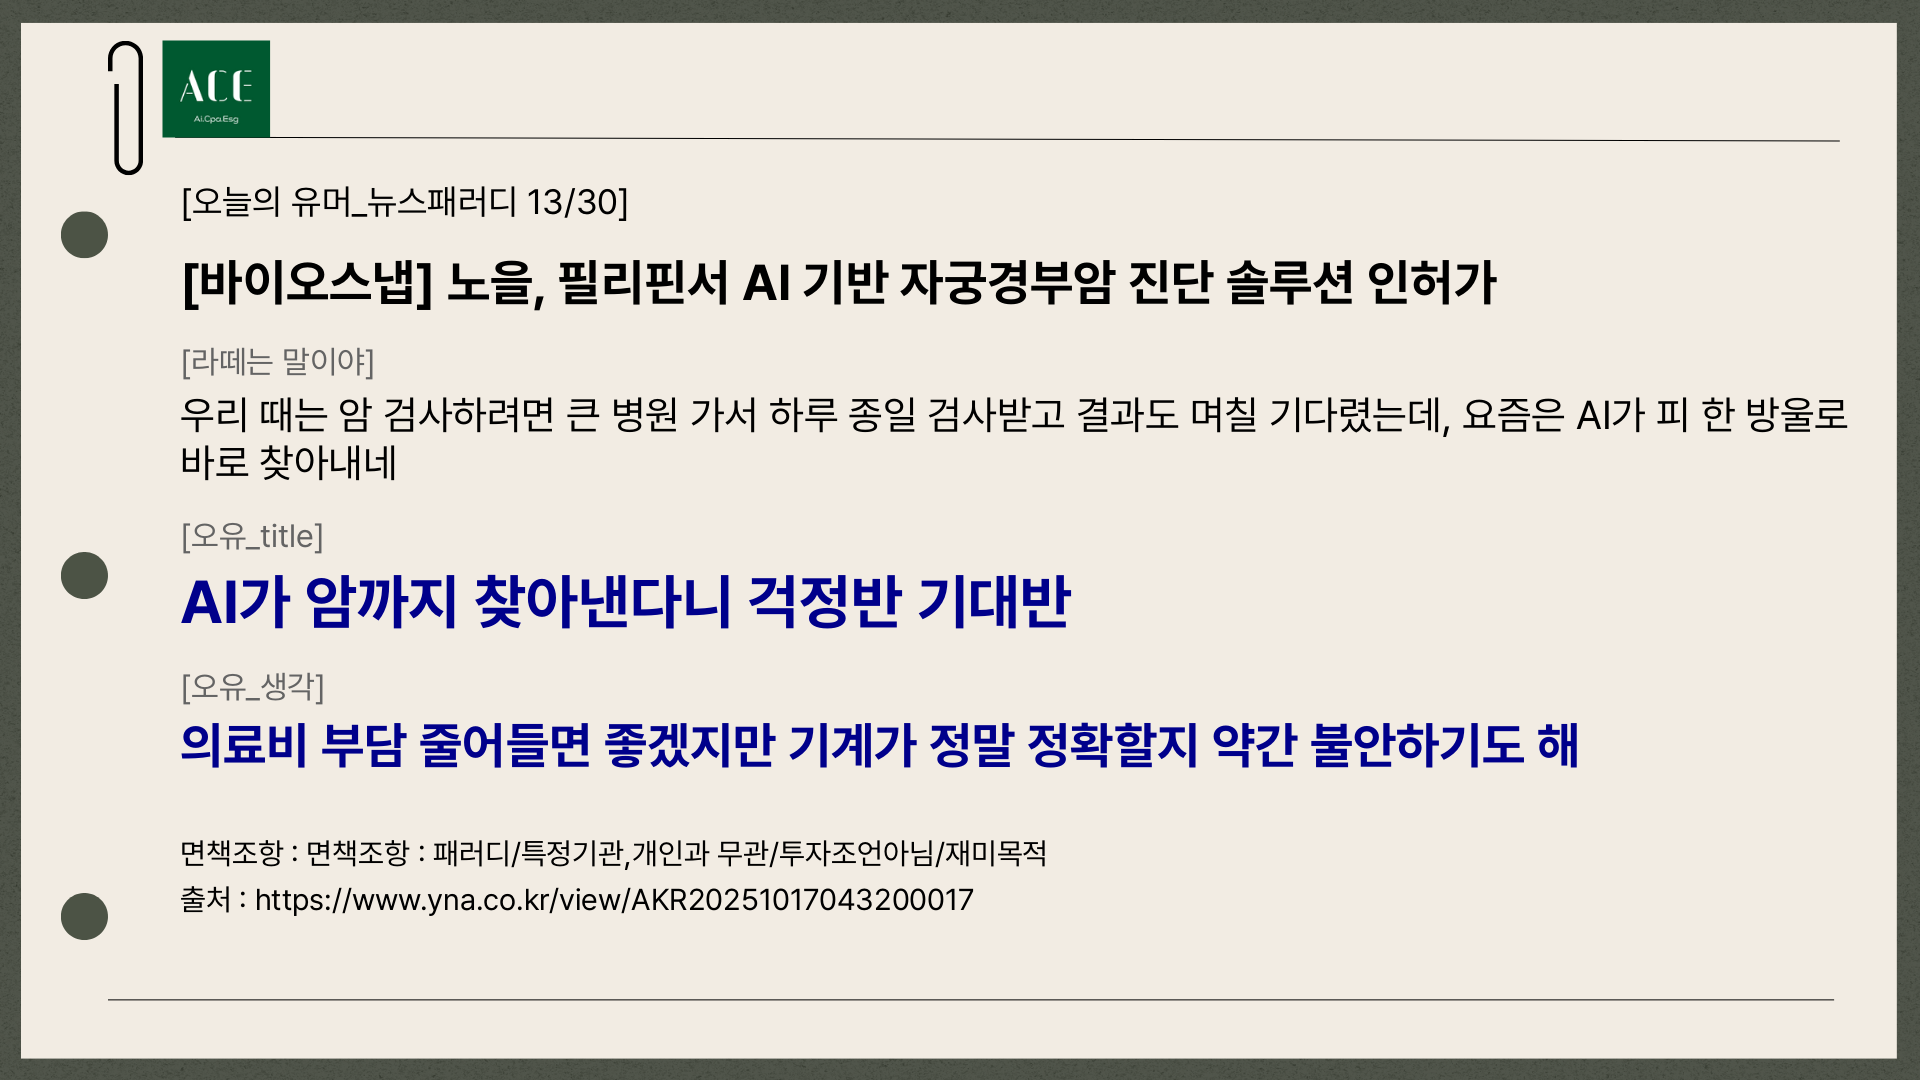 ACE
Ai.Cpa.Esg
[오늘의 유머_뉴스패러디 13/30]
[바이오스냅] 노을, 필리핀서 AI 기반 자궁경부암 진단 솔루션 인허가
[라떼는 말이야]
우리 때는 암 검사하려면 큰 병원 가서 하루 종일 검사받고 결과도 며칠 기다렸는데, 요즘은 AI가 피 한 방울로
바로 찾아내네
[오유_title]
AI가 암까지 찾아낸다니 걱정반 기대반
[오유_생각]
의료비 부담 줄어들면 좋겠지만 기계가 정말 정확할지 약간 불안하기도 해
면책조항 : 면책조항 : 패러디/특정기관,개인과 무관/투자조언아님/재미목적
출처 : https://www.yna.co.kr/view/AKR20251017043200017